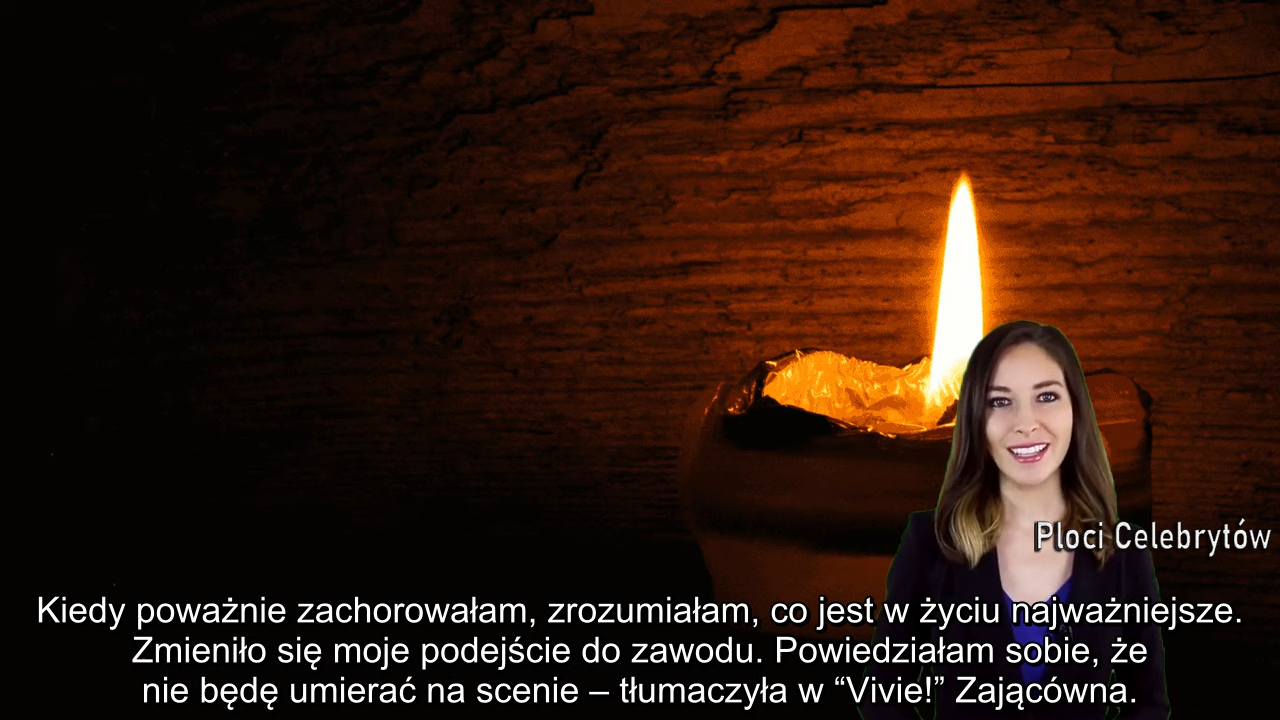 Ploci Celebrytów
Kiedy poważnie zachorowałam, zrozumiałam, co jest w życiu najważniejsze.
Zmieniło się moje podejście do zawodu. Powiedziałam sobie, że
nie będę umierać na scenie – tłumaczyła w “Vivie!” Zającówna.